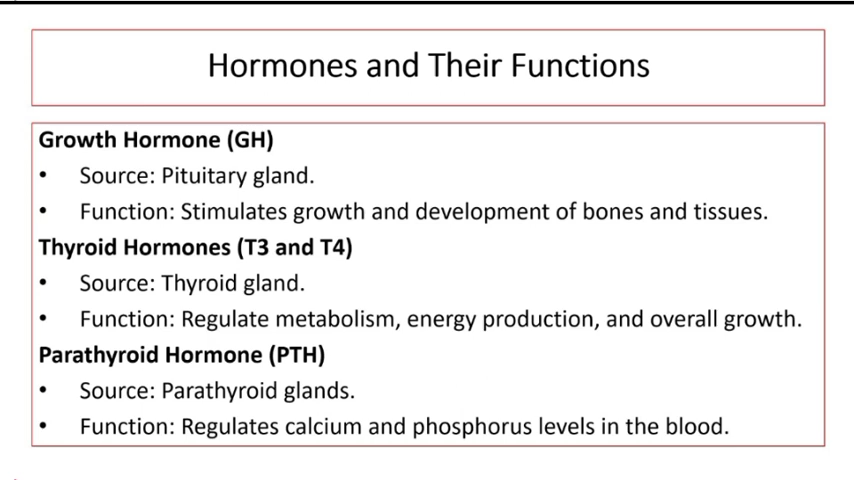 Hormones and Their Functions
Growth Hormone (GH)
• Source: Pituitary gland.
• Function: Stimulates growth and development of bones and tissues.
Thyroid Hormones (T3 and T4)
• Source: Thyroid gland.
• Function: Regulate metabolism, energy production, and overall growth.
Parathyroid Hormone (PTH)
• Source: Parathyroid glands.
• Function: Regulates calcium and phosphorus levels in the blood.